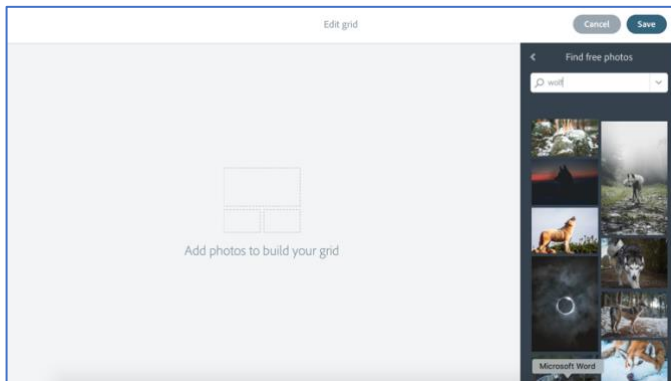 Edit grid
Cancel
Save
Find free photos
wolf
Add photos to build your grid
Microsoft Word